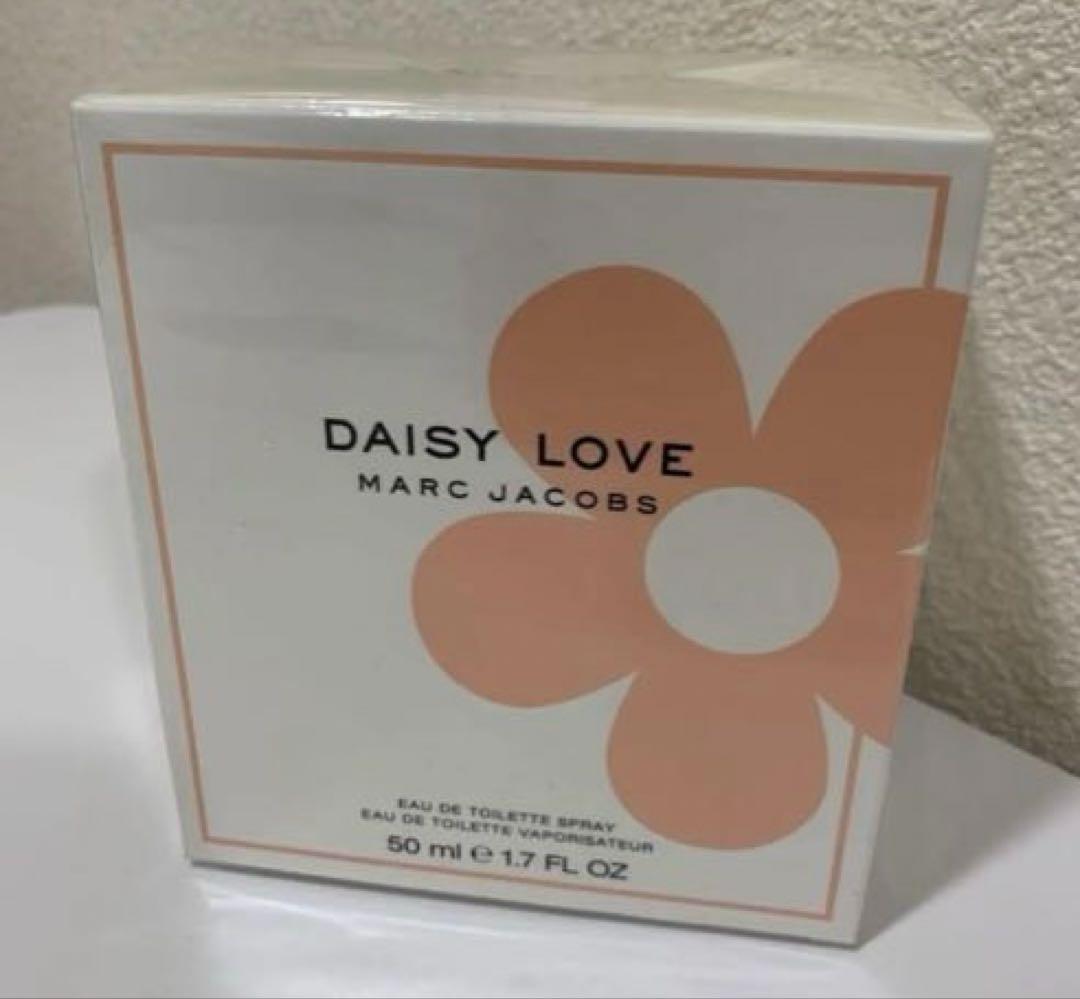 DAISY LOVE
MARC JACOBS
EAU DE TOILETTE SPRAY
EAU DE TOILETTE VAPORISATEUR
50 ml ℮ 1.7 FL OZ